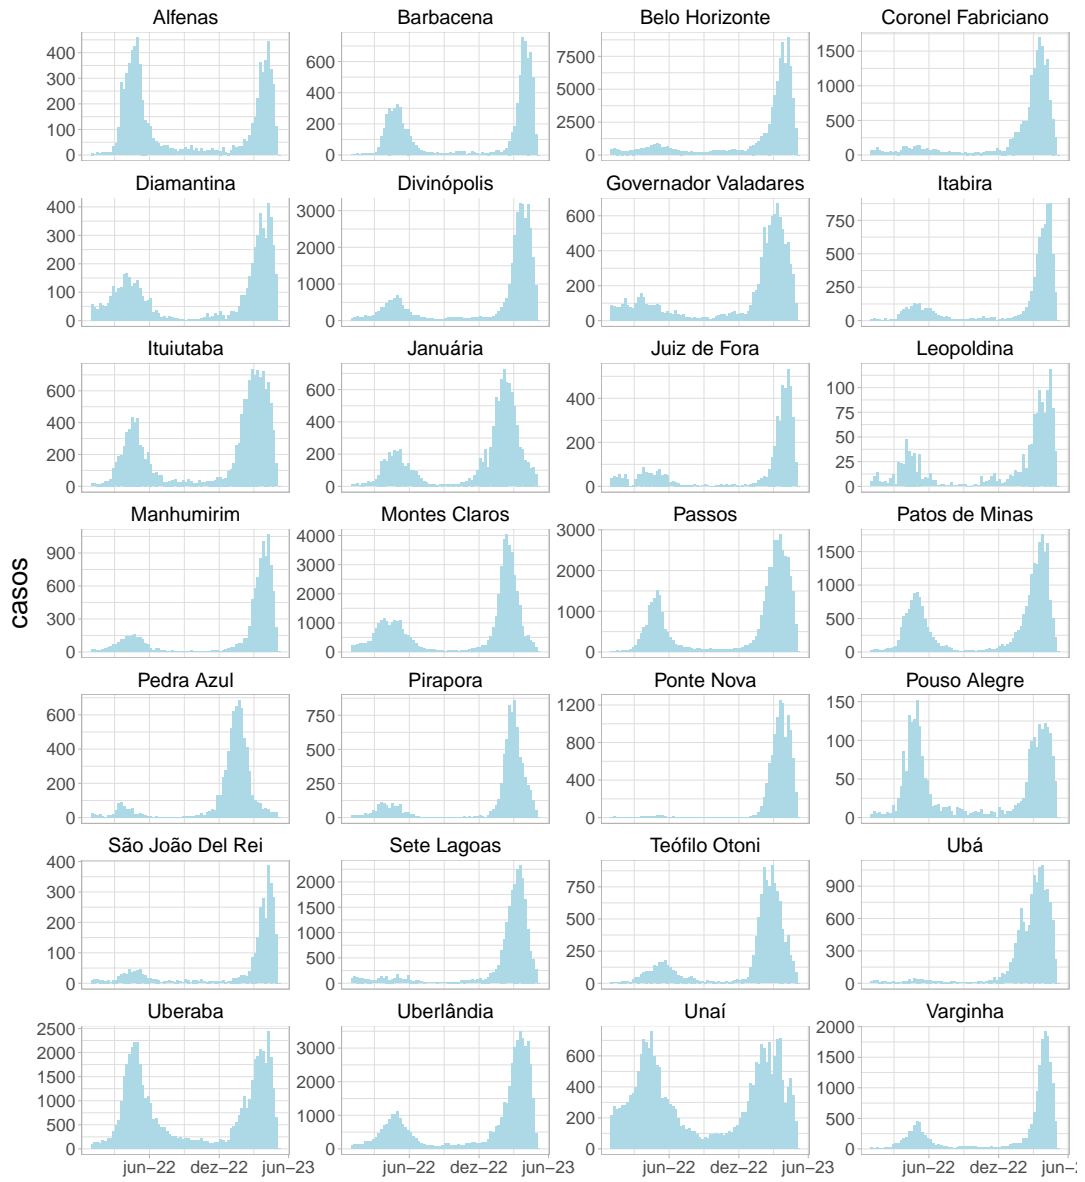 Alfenas Barbacena Belo Horizonte Coronel Fabriciano
400 300 200 100 0
600 400 200 0
7500 5000 2500 0
1500 1000 500 0
Diamantina Divinópolis Governador Valadares Itabira
400 300 200 100 0
3000 2000 1000 0
600 400 200 0
750 500 250 0
Ituiutaba Januária Juiz de Fora Leopoldina
600 400 200 0
600 400 200 0
400 200 0
100 75 50 25 0
Manhumirim Montes Claros Passos Patos de Minas
900 600 300 0
4000 3000 2000 1000 0
3000 2000 1000 0
1500 1000 500 0
casos
Pedra Azul Pirapora Ponte Nova Pouso Alegre
600 400 200 0
750 500 250 0
1200 900 600 300 0
150 100 50 0
São João Del Rei Sete Lagoas Teófilo Otoni Ubá
400 300 200 100 0
2000 1500 1000 500 0
750 500 250 0
900 600 300 0
Uberaba Uberlândia Unaí Varginha
2500 2000 1500 1000 500 0
3000 2000 1000 0
600 400 200 0
2000 1500 1000 500 0
jun−22 dez−22 jun−23 jun−22 dez−22 jun−23 jun−22 dez−22 jun−23 jun−22 dez−22